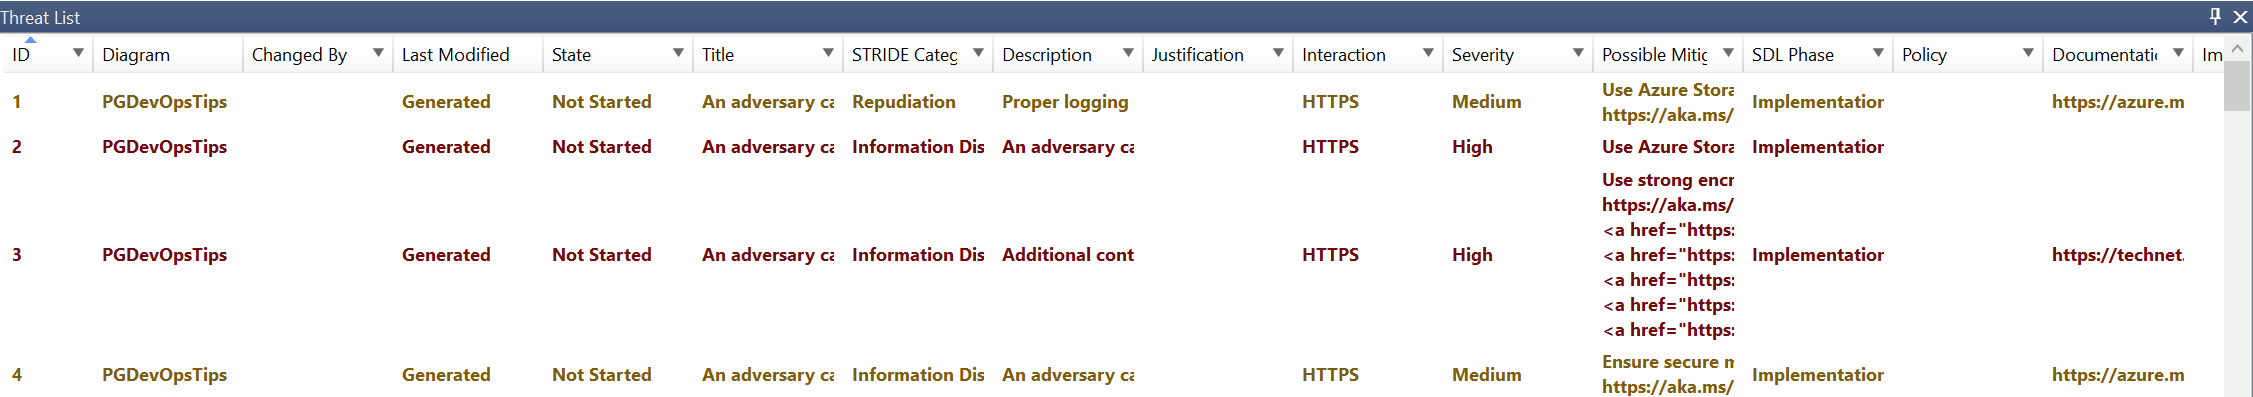 Threat List
ID Diagram Changed By Last Modified State Title STRIDE Categ Description Justification Interaction Severity Possible Mitig SDL Phase Policy Documentati Im
1 PGDevOpsTips Generated Not Started An adversary ca Repudiation Proper logging HTTPS Medium Use Azure Stora Implementation https://azure.m
https://aka.ms/
2 PGDevOpsTips Generated Not Started An adversary ca Information Dis An adversary ca HTTPS High Use Azure Stora Implementation
Use strong encr
https://aka.ms/
<a href="https:
3 PGDevOpsTips Generated Not Started An adversary ca Information Dis Additional cont HTTPS High <a href="https: Implementation https://technet.
<a href="https:
<a href="https:
<a href="https:
4 PGDevOpsTips Generated Not Started An adversary ca Information Dis An adversary ca HTTPS Medium Ensure secure m Implementation https://azure.m
https://aka.ms/